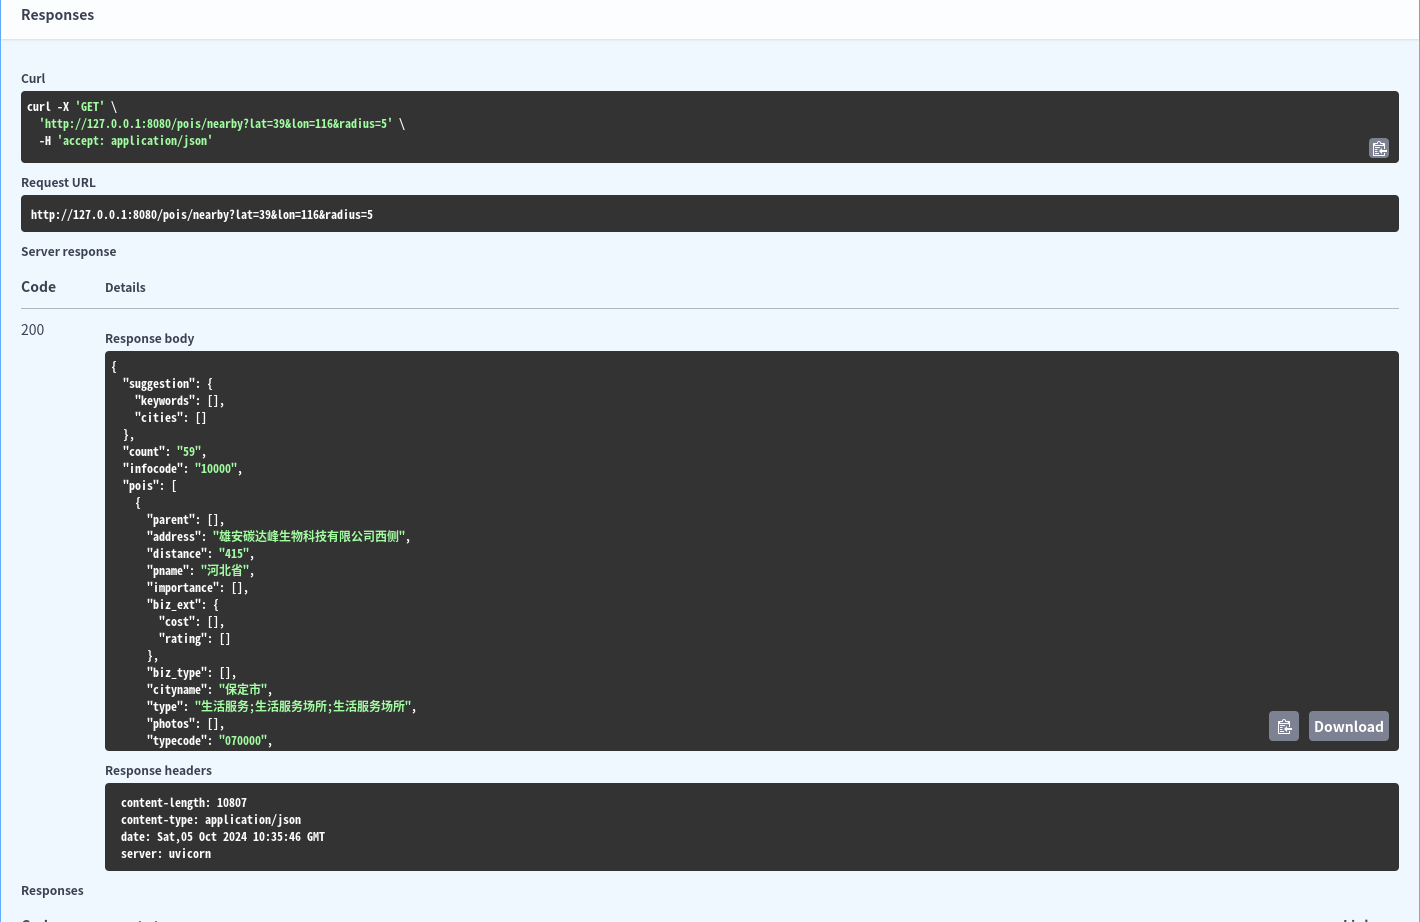 Responses
Curl
curl -X 'GET' \
  'http://127.0.0.1:8080/pois/nearby?lat=39&lon=116&radius=5' \
  -H 'accept: application/json'
Request URL
http://127.0.0.1:8080/pois/nearby?lat=39&lon=116&radius=5
Server response
Code Details
200
Response body
{
  "suggestion": {
    "keywords": [],
    "cities": []
  },
  "count": "59",
  "infocode": "10000",
  "pois": [
    {
      "parent": [],
      "address": "雄安碳达峰生物科技有限公司西侧",
      "distance": "415",
      "pname": "河北省",
      "importance": [],
      "biz_ext": {
        "cost": [],
        "rating": []
      },
      "biz_type": [],
      "cityname": "保定市",
      "type": "生活服务;生活服务场所;生活服务场所",
      "photos": [],
      "typecode": "070000",
Download
Response headers
content-length: 10807
content-type: application/json
date: Sat,05 Oct 2024 10:35:46 GMT
server: uvicorn
Responses